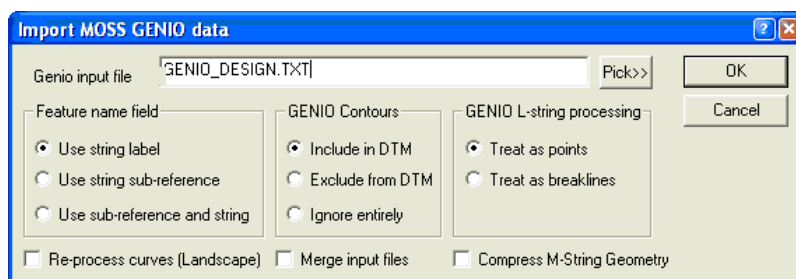 Import MOSS GENIO data
Genio input file GENIO_DESIGN.TXT Pick>> OK
Cancel
Feature name field
Use string label
Use string sub-reference
Use sub-reference and string
GENIO Contours
Include in DTM
Exclude from DTM
Ignore entirely
GENIO L-string processing
Treat as points
Treat as breaklines
Re-process curves (Landscape) Merge input files Compress M-String Geometry